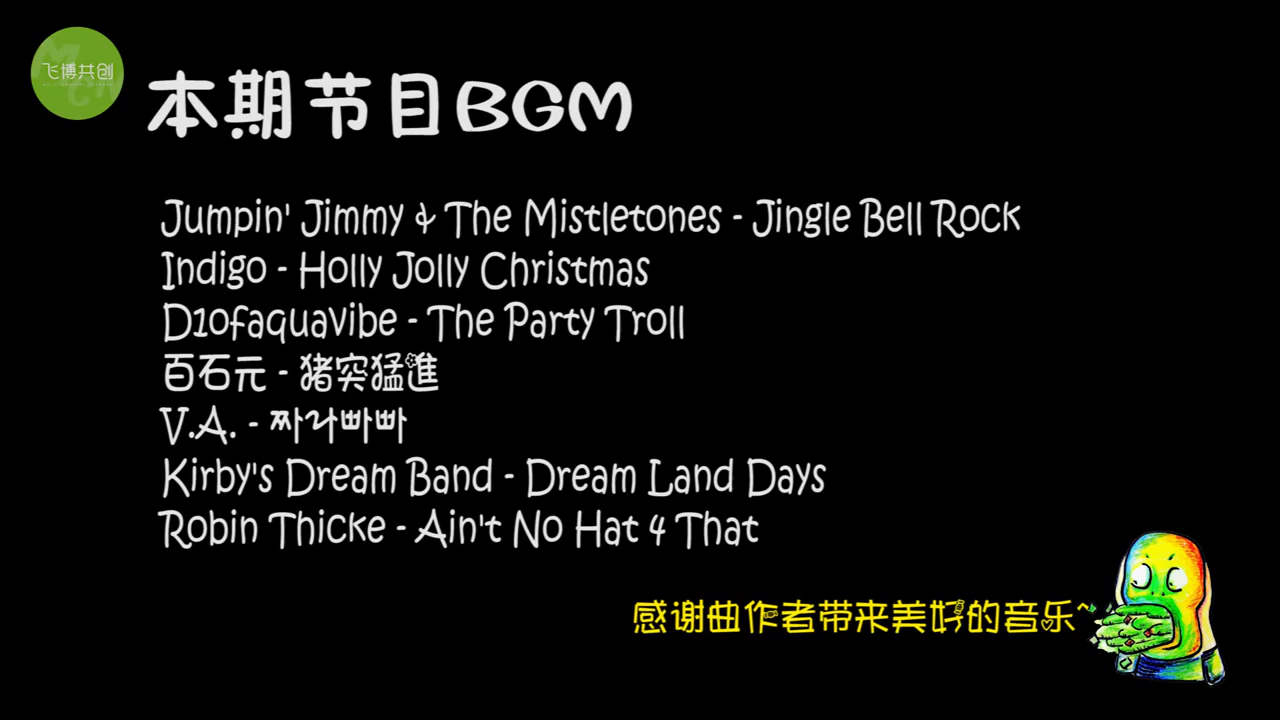 飞博共创
本期节目BGM
Jumpin' Jimmy & The Mistletones - Jingle Bell Rock
Indigo - Holly Jolly Christmas
D1ofaquavibe - The Party Troll
百石元 - 猪突猛進
V.A. - 짜라빠빠
Kirby's Dream Band - Dream Land Days
Robin Thicke - Ain't No Hat 4 That
感谢曲作者带来美好的音乐~